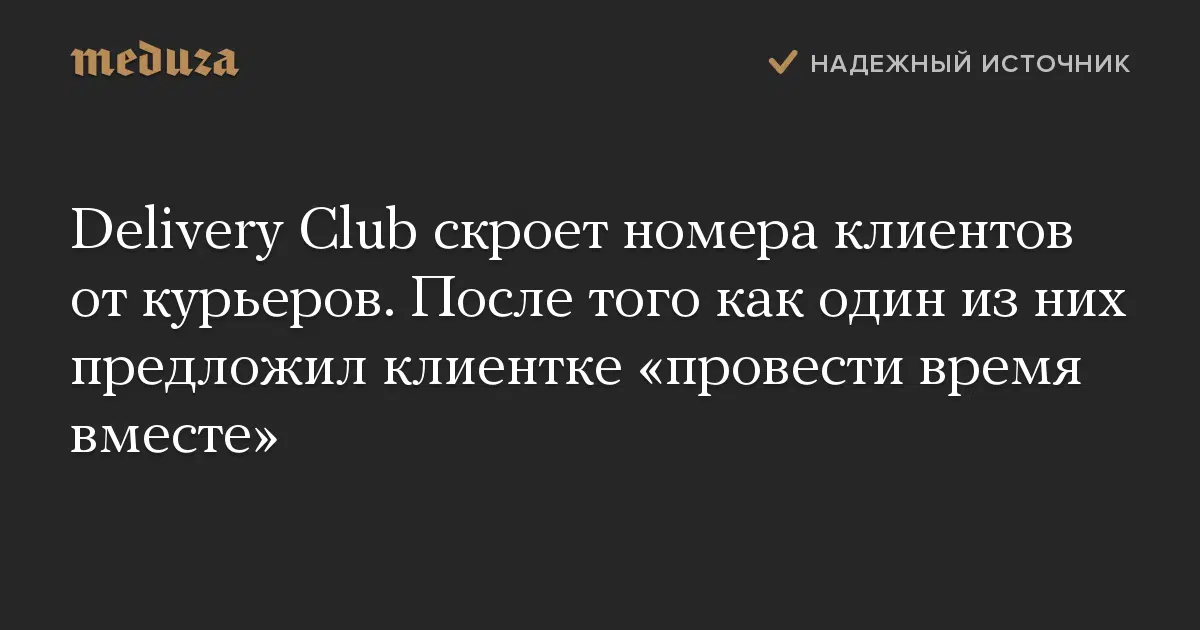 meduza
НАДЕЖНЫЙ ИСТОЧНИК
Delivery Club скроет номера клиентов
от курьеров. После того как один из них
предложил клиентке «провести время
вместе»